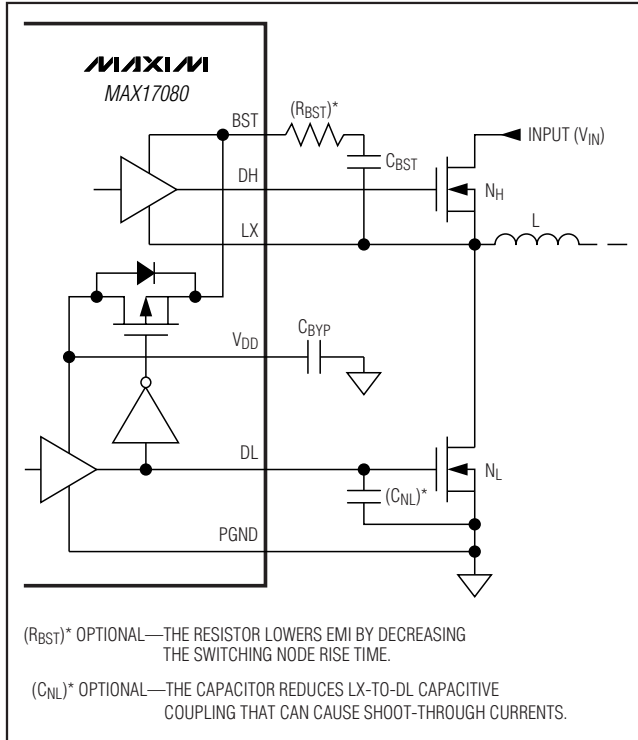 MAXIM
MAX17080
BST
(RBST)*
INPUT (VIN)
CBST
DH
NH
LX
L
VDD
CBYP
DL
NL
(CNL)*
PGND
(RBST)* OPTIONAL—THE RESISTOR LOWERS EMI BY DECREASING
THE SWITCHING NODE RISE TIME.
(CNL)* OPTIONAL—THE CAPACITOR REDUCES LX-TO-DL CAPACITIVE
COUPLING THAT CAN CAUSE SHOOT-THROUGH CURRENTS.